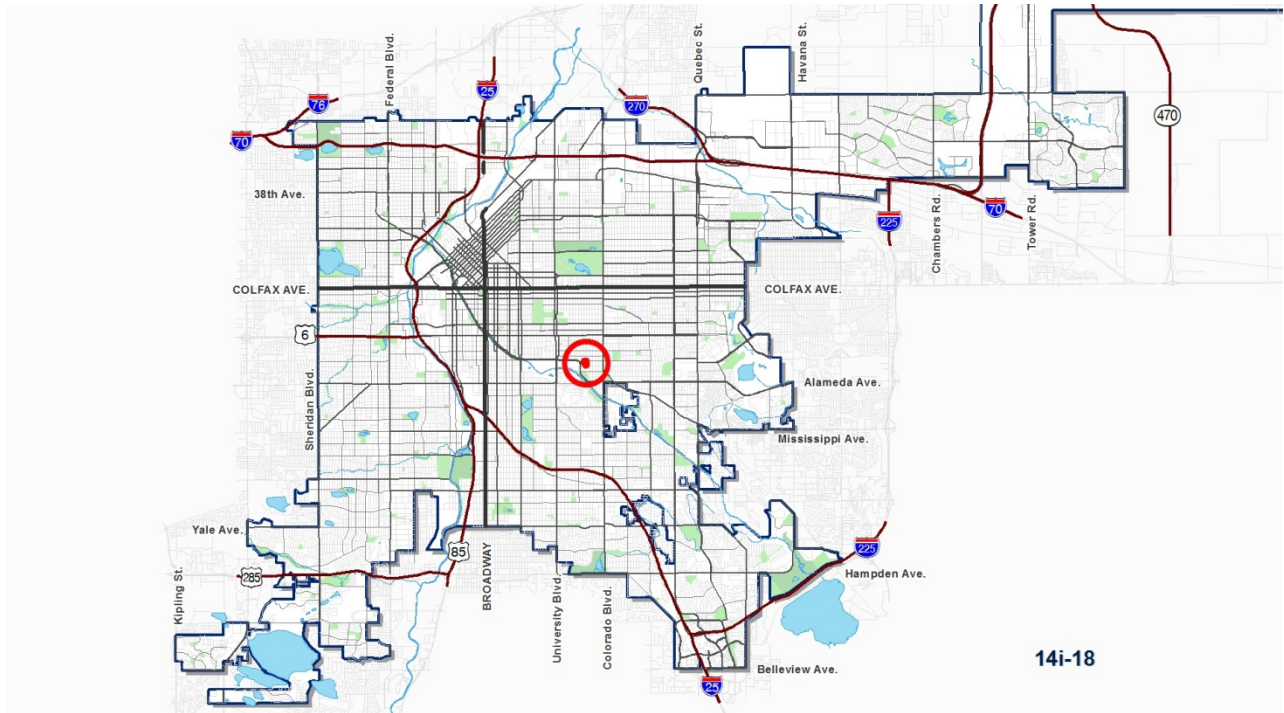 Federal Blvd.
Quebec St.
Havana St.
25
76
270
470
70
38th Ave.
225
70
Chambers Rd.
Tower Rd.
COLFAX AVE.
COLFAX AVE.
6
Sheridan Blvd.
Alameda Ave.
Mississippi Ave.
Yale Ave.
85
225
285
Hampden Ave.
Kipling St.
BROADWAY
University Blvd.
Colorado Blvd.
Belleview Ave.
14i-18
25